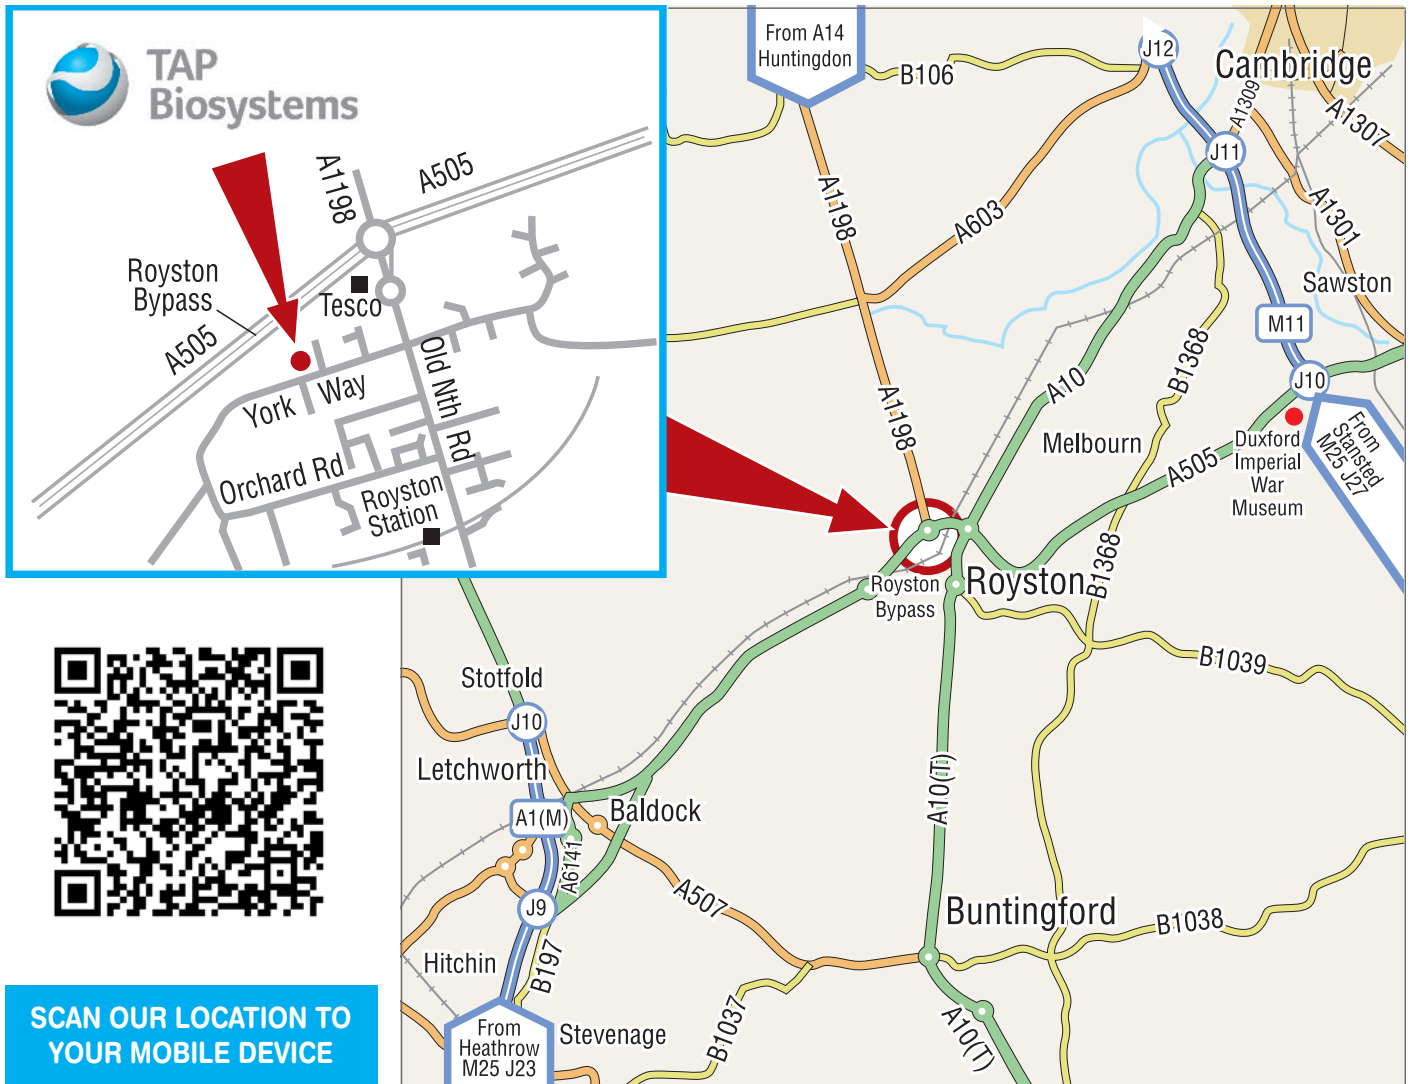 TAP
Biosystems
A1198
A505
Royston
Bypass
Tesco
A505
York Way
Old Nth Rd
Orchard Rd
Royston
Station
From A14
Huntingdon
B106
J12
Cambridge
A1309
A1307
J11
A1198
A603
A1301
Sawston
M11
B1368
J10
A10
A1198
Melbourn
A505
Duxford
Imperial
War
Museum
From
Stansted
M25 J27
Royston
Bypass
Royston
B1368
B1039
Stotfold
J10
Letchworth
A1(M)
Baldock
A6141
A10(T)
J9
A507
Buntingford
B1038
Hitchin
B197
From
Heathrow
M25 J23
Stevenage
B1037
A10(T)
SCAN OUR LOCATION TO
YOUR MOBILE DEVICE